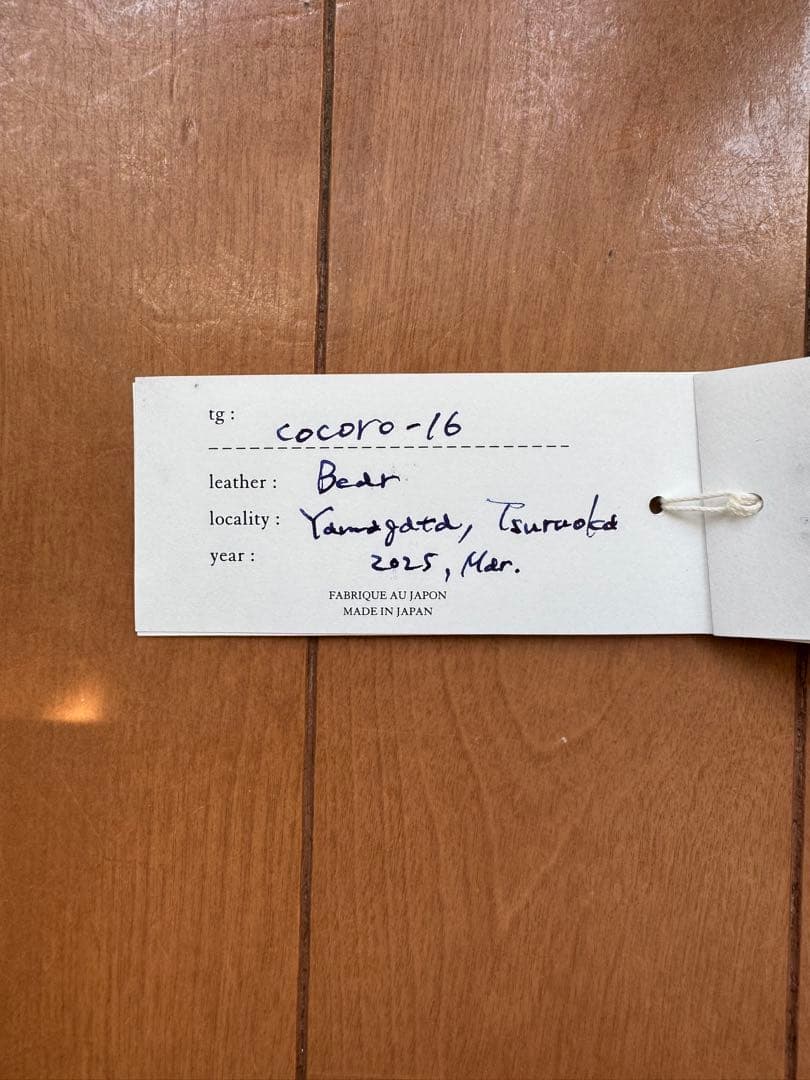 tg : cocoro-16
leather : Bear
locality : Yamagata, Tsuruoka
year : 2025, Mar.
FABRIQUE AU JAPON
MADE IN JAPAN